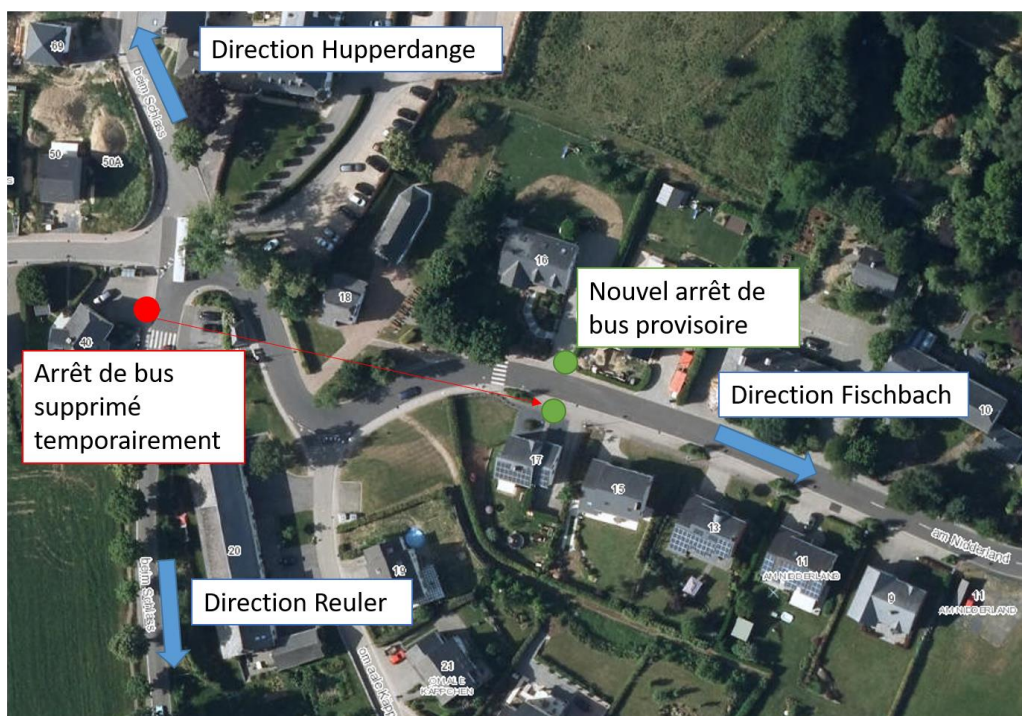 Direction Hupperdange
69
beim Schlass
50
50A
16
Nouvel arrêt de
bus provisoire
18
40
Arrêt de bus
supprimé
temporairement
Direction Fischbach
10
17
15
13
11
AM NIDDERLAND
am Nidderland
9
11
AM NIDDERLAND
20
19
beim Schlass
Direction Reuler
21